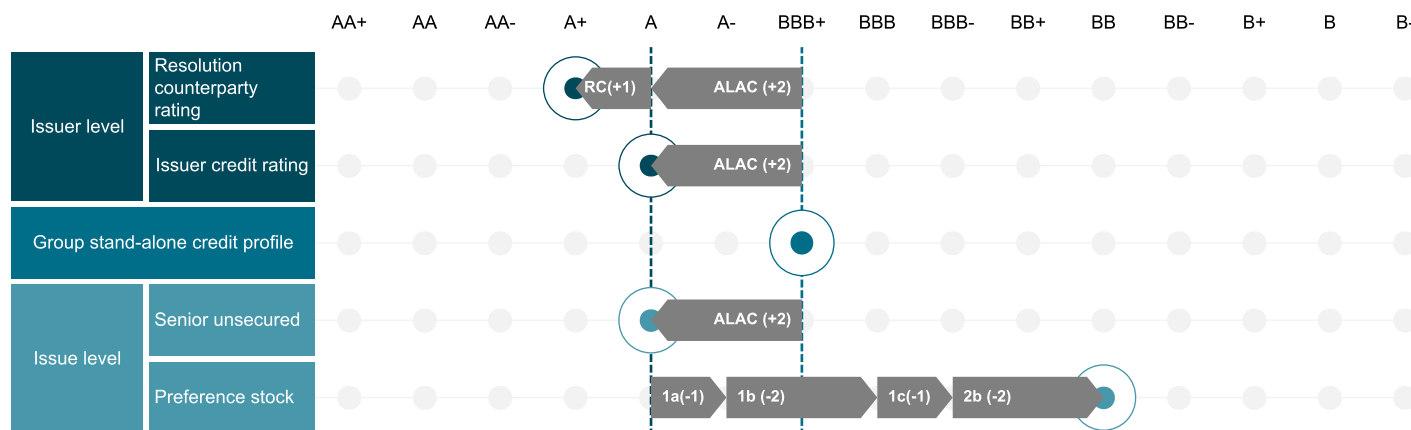 AA+ AA AA- A+ A A- BBB+ BBB BBB- BB+ BB BB- B+ B B-
Issuer level
Resolution
counterparty
rating
RC(+1) ALAC (+2)
Issuer credit rating
ALAC (+2)
Group stand-alone credit profile
Issue level
Senior unsecured
ALAC (+2)
Preference stock
1a(-1) 1b (-2) 1c(-1) 2b (-2)